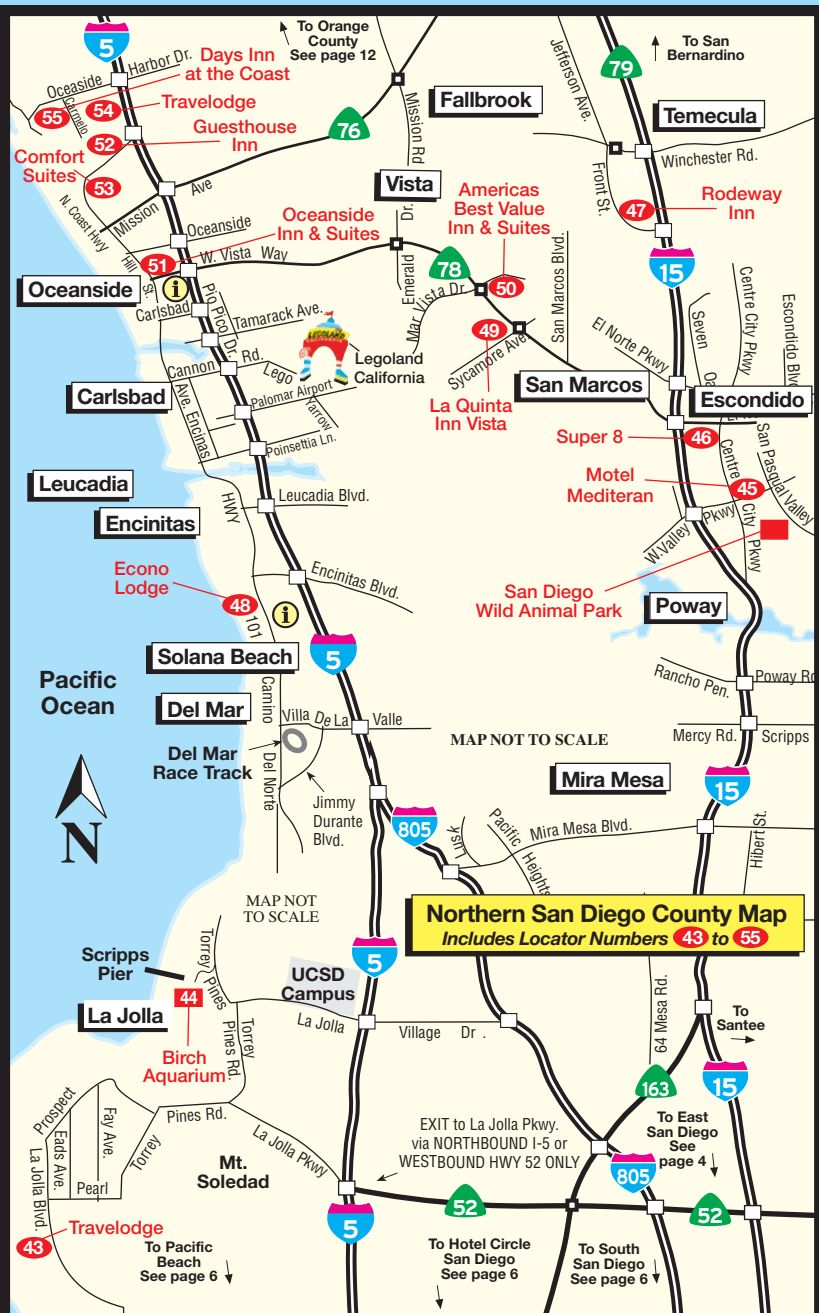 5
To Orange
County
See page 12
79
To San
Bernardino
Harbor Dr.
Days Inn
at the Coast
Oceaside
Carmelo
55
54
Travelodge
52
Guesthouse
Inn
Comfort
Suites
53
76
Mission Rd
Fallbrook
Jefferson Ave.
Temecula
Winchester Rd.
Front St.
47
Rodeway
Inn
Mission Ave
N. Coast Hwy
Vista
Dr.
Emerald
Americas
Best Value
Inn & Suites
Oceanside
Inn & Suites
Oceanside
51
W. Vista Way
Hill St.
i
Oceanside
78
Mar Vista Dr.
50
49
Sycamore Ave.
La Quinta
Inn Vista
San Marcos Blvd.
15
El Norte Pkwy
Seven
Centre City Pkwy
Escondido Blvd
Carlsbad
Pio Pico Dr.
Tamarack Ave.
LEGOLAND
Legoland
California
Cannon Rd.
Lego
Carlsbad
Ave. Encinas
Palomar Airport
Yarrow
Poinsettia Ln.
San Marcos
Escondido
Super 8
46
Motel
Mediteran
45
Centre
City
Pkwy
San Pasqual Valley
W.Valley Pkwy
San Diego
Wild Animal Park
Leucadia
Leucadia Blvd.
HWY
Encinitas
Encinitas Blvd.
Econo
Lodge
48
101
i
Poway
Solana Beach
5
Rancho Pen.
Poway Rd
Pacific
Ocean
Del Mar
Camino
Del Norte
Villa De La Valle
Del Mar
Race Track
Jimmy
Durante
Blvd.
MAP NOT TO SCALE
Mercy Rd.
Scripps
Mira Mesa
15
N
805
Lusk
Pacific
Heights
Mira Mesa Blvd.
Hibert St.
MAP NOT
TO SCALE
Northern San Diego County Map
Includes Locator Numbers 43 to 55
Scripps
Pier
Torrey
Pines
44
La Jolla
Birch
Aquarium
UCSD
Campus
5
La Jolla Village Dr.
Torrey
Pines Rd.
64 Mesa Rd.
To
Santee
15
163
Prospect
Fay Ave.
Eads Ave.
Pearl
La Jolla Blvd.
Torrey Pines Rd.
La Jolla Pkwy
Mt.
Soledad
EXIT to La Jolla Pkwy.
via NORTHBOUND I-5 or
WESTBOUND HWY 52 ONLY
To East
San Diego
See
page 4
805
52
52
5
43
Travelodge
To Pacific
Beach
See page 6
To Hotel Circle
San Diego
See page 6
To South
San Diego
See page 6